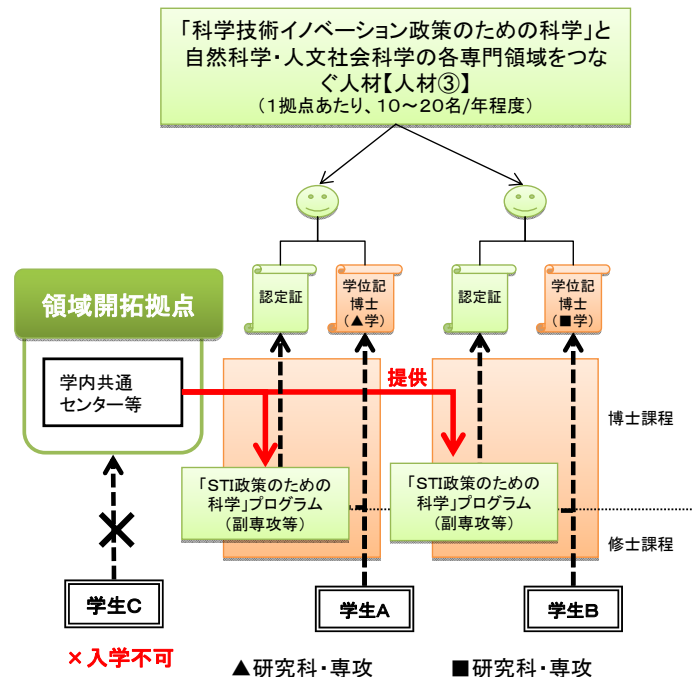 「科学技術イノベーション政策のための科学」と
自然科学・人文社会科学の各専門領域をつな
ぐ人材【人材③】
（１拠点あたり、１０～２０名/年程度）
認定証
学位記
博士
（▲学）
認定証
学位記
博士
（■学）
領域開拓拠点
学内共通
センター等
提供
博士課程
「STI政策のための
科学」プログラム
（副専攻等）
「STI政策のための
科学」プログラム
（副専攻等）
修士課程
学生C
学生A
学生B
×入学不可
▲研究科・専攻
■研究科・専攻